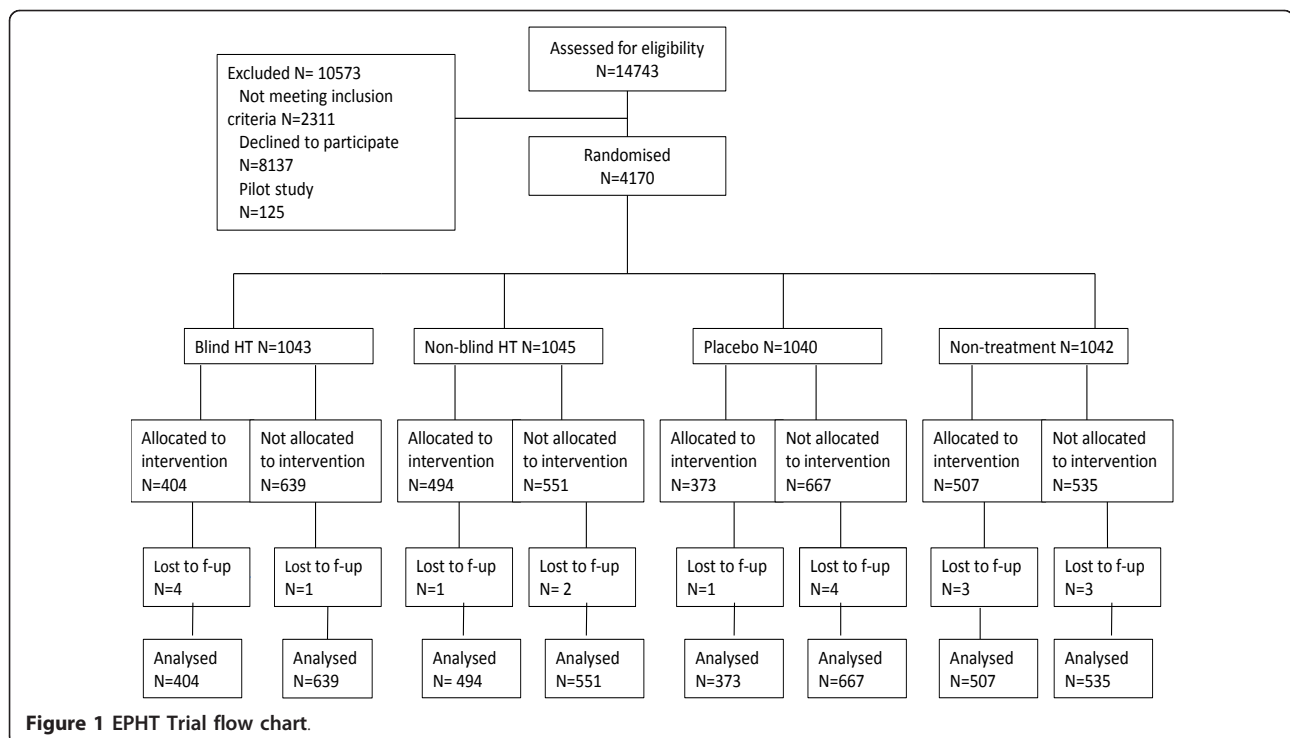 Assessed for eligibility
N=14743
Excluded N= 10573
Not meeting inclusion
criteria N=2311
Declined to participate
N=8137
Pilot study
N=125
Randomised
N=4170
Blind HT N=1043
Non-blind HT N=1045
Placebo N=1040
Non-treatment N=1042
Allocated to
intervention
N=404
Not allocated
to intervention
N=639
Allocated to
intervention
N=494
Not allocated
to intervention
N=551
Allocated to
intervention
N=373
Not allocated
to intervention
N=667
Allocated to
intervention
N=507
Not allocated
to intervention
N=535
Lost to f-up
N=4
Lost to f-up
N=1
Lost to f-up
N=1
Lost to f-up
N= 2
Lost to f-up
N=1
Lost to f-up
N=4
Lost to f-up
N=3
Lost to f-up
N=3
Analysed
N=404
Analysed
N=639
Analysed
N= 494
Analysed
N=551
Analysed
N=373
Analysed
N=667
Analysed
N=507
Analysed
N=535
Figure 1 EPHT Trial flow chart.